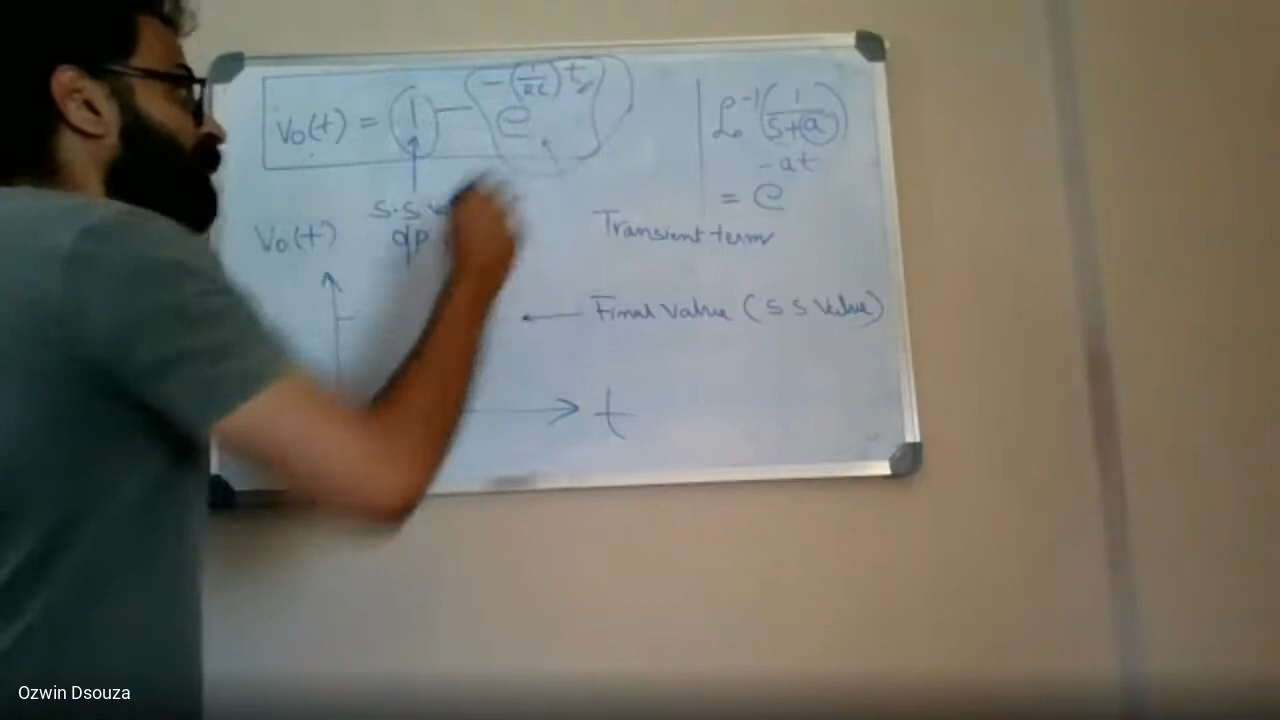 Vo(t) = 1 - e^-(1/RC)t
L^-1(1/s+a)
= e^-at
s.s
o/p
Transient term
Vo(t)
Final value (s s value)
t
Ozwin Dsouza